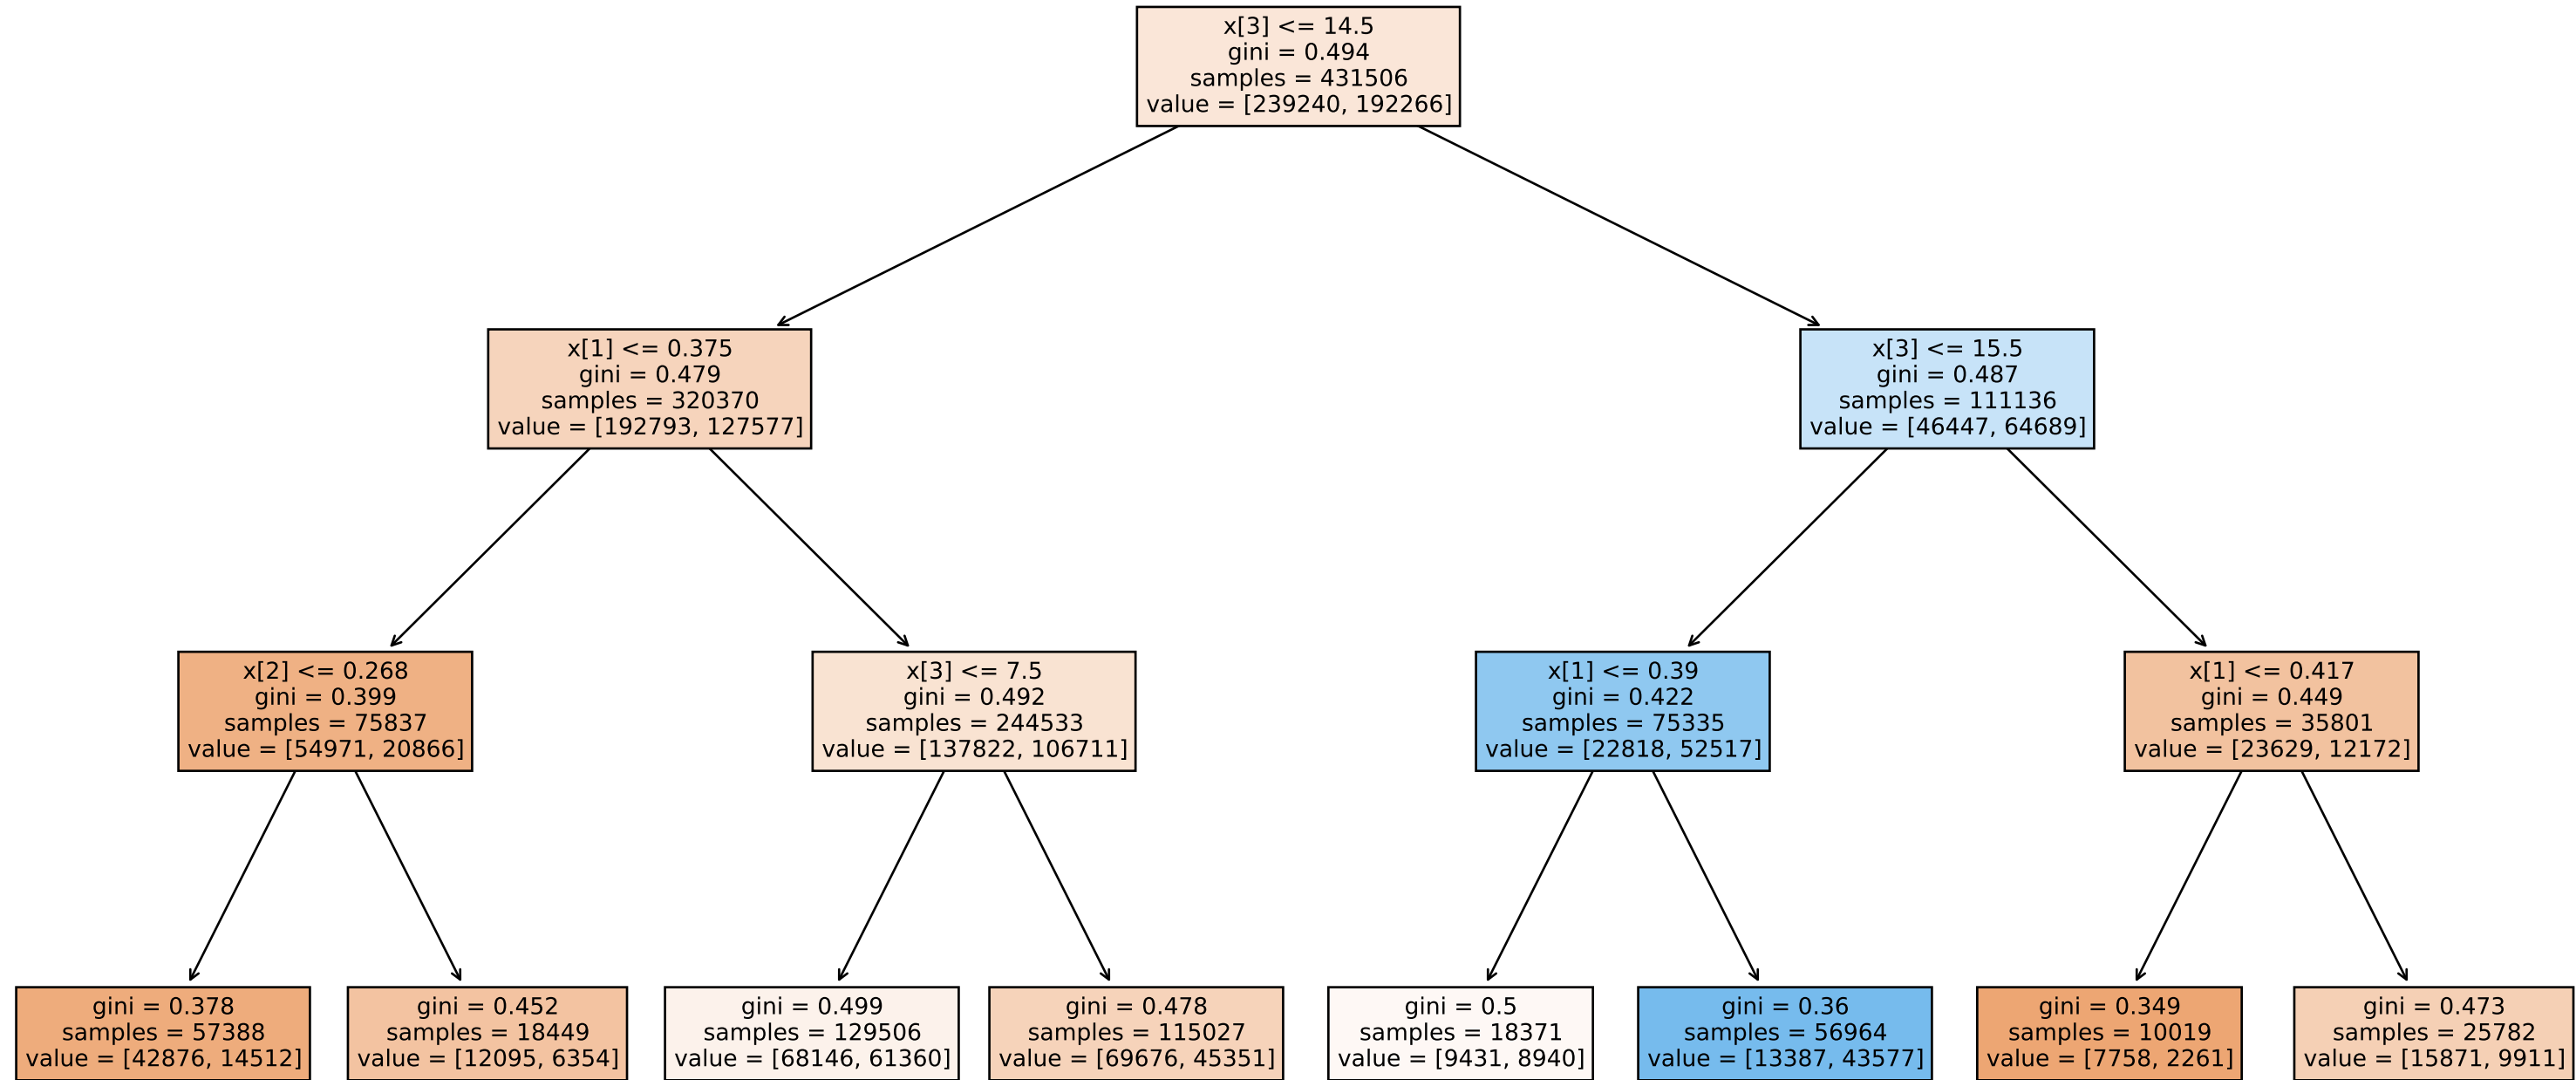 x[3] <= 14.5
gini = 0.494
samples = 431506
value = [239240, 192266]
x[1] <= 0.375
gini = 0.479
samples = 320370
value = [192793, 127577]
x[3] <= 15.5
gini = 0.487
samples = 111136
value = [46447, 64689]
x[2] <= 0.268
gini = 0.399
samples = 75837
value = [54971, 20866]
x[3] <= 7.5
gini = 0.492
samples = 244533
value = [137822, 106711]
x[1] <= 0.39
gini = 0.422
samples = 75335
value = [22818, 52517]
x[1] <= 0.417
gini = 0.449
samples = 35801
value = [23629, 12172]
gini = 0.378
samples = 57388
value = [42876, 14512]
gini = 0.452
samples = 18449
value = [12095, 6354]
gini = 0.499
samples = 129506
value = [68146, 61360]
gini = 0.478
samples = 115027
value = [69676, 45351]
gini = 0.5
samples = 18371
value = [9431, 8940]
gini = 0.36
samples = 56964
value = [13387, 43577]
gini = 0.349
samples = 10019
value = [7758, 2261]
gini = 0.473
samples = 25782
value = [15871, 9911]